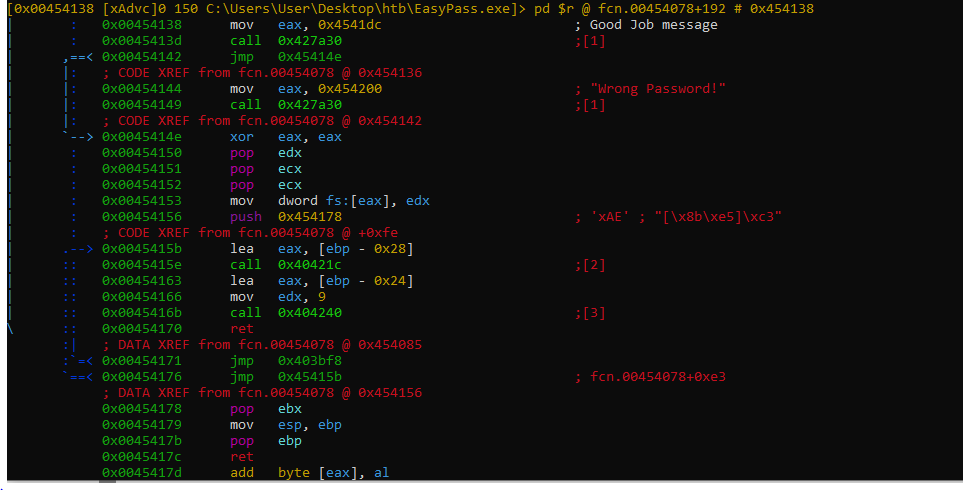 [0x00454138 [xAdvc]0 150 C:\Users\User\Desktop\htb\EasyPass.exe]> pd $r @ fcn.00454078+192 # 0x454138
|       :   0x00454138      mov     eax, 0x4541dc                        ; Good Job message
|       :   0x0045413d      call    0x427a30                             ;[1]
|      ,==< 0x00454142      jmp     0x45414e
|      |:   ; CODE XREF from fcn.00454078 @ 0x454136
|      |:   0x00454144      mov     eax, 0x454200                        ; "Wrong Password!"
|      |:   0x00454149      call    0x427a30                             ;[1]
|      |:   ; CODE XREF from fcn.00454078 @ 0x454142
|      `--> 0x0045414e      xor     eax, eax
|       :   0x00454150      pop     edx
|       :   0x00454151      pop     ecx
|       :   0x00454152      pop     ecx
|       :   0x00454153      mov     dword fs:[eax], edx
|       :   0x00454156      push    0x454178                             ; 'xAE' ; "[\x8b\xe5]\xc3"
|       :   ; CODE XREF from fcn.00454078 @ +0xfe
|      .--> 0x0045415b      lea     eax, [ebp - 0x28]
|      ::   0x0045415e      call    0x40421c                             ;[2]
|      ::   0x00454163      lea     eax, [ebp - 0x24]
|      ::   0x00454166      mov     edx, 9
|      ::   0x0045416b      call    0x404240                             ;[3]
\      ::   0x00454170      ret
       :|   ; DATA XREF from fcn.00454078 @ 0x454085
       :`=< 0x00454171      jmp     0x403bf8
       `==< 0x00454176      jmp     0x45415b                             ; fcn.00454078+0xe3
            ; DATA XREF from fcn.00454078 @ 0x454156
            0x00454178      pop     ebx
            0x00454179      mov     esp, ebp
            0x0045417b      pop     ebp
            0x0045417c      ret
            0x0045417d      add     byte [eax], al